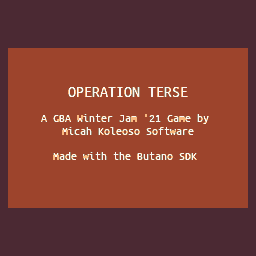 OPERATION TERSE
A GBA Winter Jam '21 Game by
Micah Koleoso Software
Made with the Butano SDK